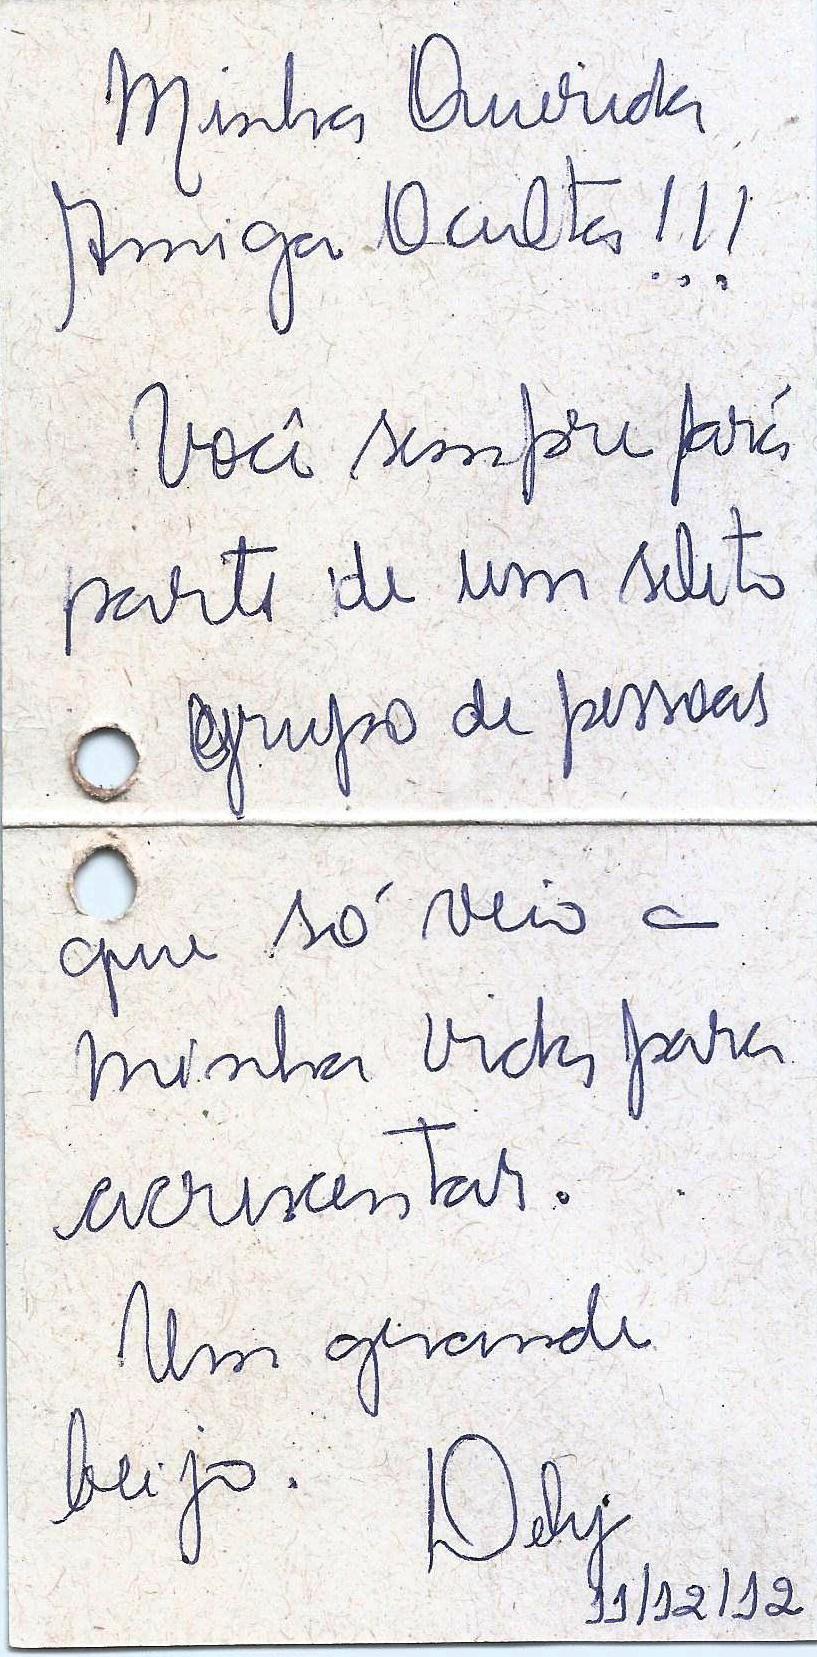 Minha Querida
Amiga Oculta!!!
Você sempre fará
parte de um seleto
grupo de pessoas
que só veio a
minha vida para
acrescentar.
Um grande
beijo. Dely
11/12/12